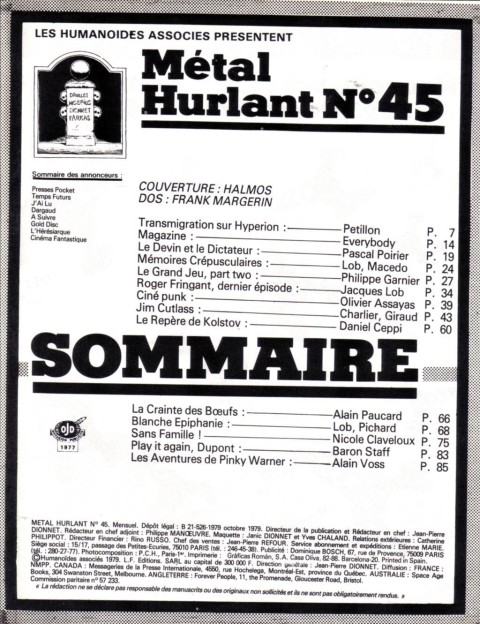 LES HUMANOIDES ASSOCIES PRESENTENT
Métal
Hurlant N° 45
DRUILLET
MOEBIUS
DIONNET
FARKAS
Sommaire des annonceurs :
Presses Pocket
Temps Futurs
J'Ai Lu
Dargaud
A Suivre
Gold Disc
L'Hérésiarque
Cinéma Fantastique
COUVERTURE : HALMOS
DOS : FRANK MARGERIN
Transmigration sur Hyperion : Petillon P. 7
Magazine : Everybody P. 14
Le Devin et le Dictateur : Pascal Poirier P. 19
Mémoires Crépusculaires : Lob, Macedo P. 24
Le Grand Jeu, part two : Philippe Garnier P. 27
Roger Fringant, dernier épisode : Jacques Lob P. 34
Ciné punk : Olivier Assayas P. 39
Jim Cutlass : Charlier, Giraud P. 43
Le Repère de Kolstov : Daniel Ceppi P. 60
SOMMAIRE
La Crainte des Bœufs : Alain Paucard P. 66
Blanche Epiphanie : Lob, Pichard P. 68
Sans Famille ! Nicole Claveloux P. 75
Play it again, Dupont : Baron Staff P. 83
Les Aventures de Pinky Warner : Alain Voss P. 85
OJD
1977
METAL HURLANT N° 45. Mensuel. Dépôt légal : B 21-526-1979 octobre 1979. Directeur de la publication et Rédacteur en chef : Jean-Pierre
DIONNET. Rédacteur en chef adjoint : Philippe MANŒUVRE. Maquette : Janic DIONNET et Yves CHALAND. Relations extérieures : Catherine
PHILIPPOT. Directeur Financier : Rino RUSSO. Chef des ventes : Jean-Pierre REFOUR. Service abonnement et expéditions : Etienne MARIE.
Siège social : 15/17, passage des Petites-Ecuries, 75010 PARIS (tél. : 246-45-38). Publicité : Dominique BOSCH, 67, rue de Provence, 75009 PARIS
(tél. : 280-27-77). Photocomposition : P.C.H., Paris-1er. Imprimerie : Gráficas Román, S.A. Casa Oliva, 82-88. Barcelona-20. Printed in Spain.
©Humanoïdes associés 1979. L.F. Editions. SARL au capital de 300 000 F. Direction générale : Jean-Pierre DIONNET. Diffusion : FRANCE :
NMPP. CANADA : Messageries de la Presse Internationale, 4550, rue Hochelega, Montréal-Est, province du Québec. AUSTRALIE : Space Age
Books, 304 Swanston Street, Melbourne. ANGLETERRE : Forever People, 11, the Promenade, Gloucester Road, Bristol.
Commission paritaire n° 57 233.
« La rédaction ne se déclare pas responsable des manuscrits ou des originaux non sollicités et ils ne sont pas obligatoirement rendus. »